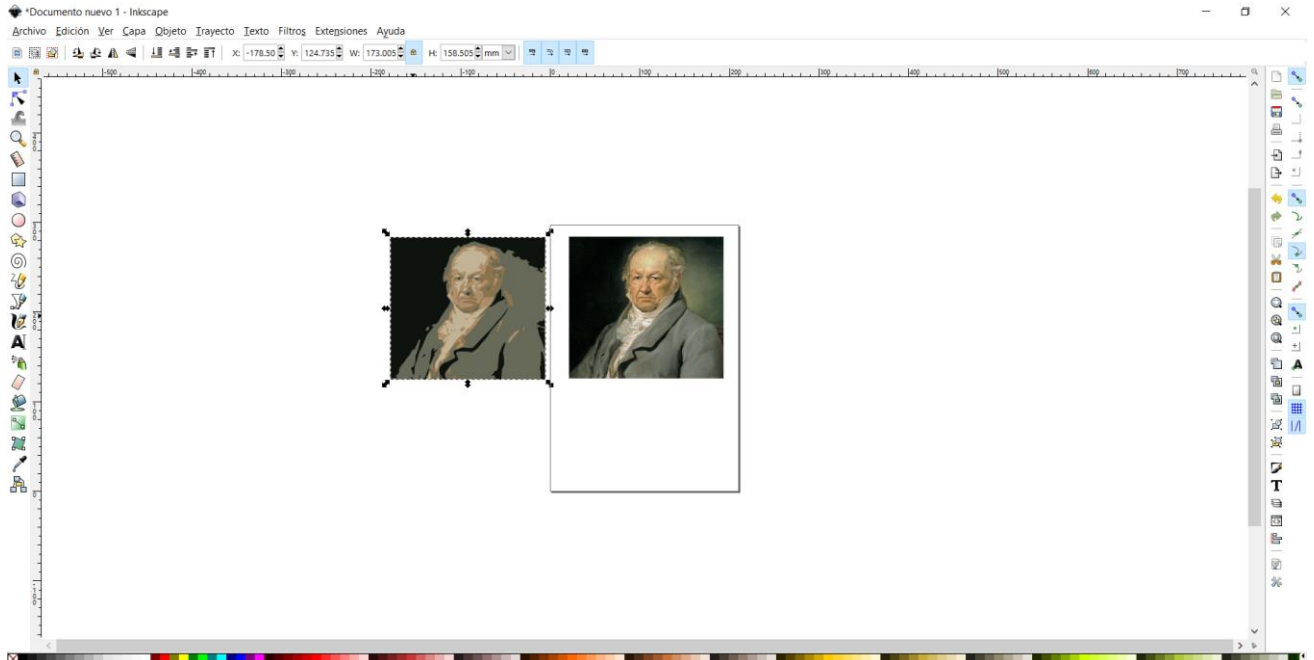 *Documento nuevo 1 - Inkscape
Archivo Edición Ver Capa Objeto Trayecto Texto Filtros Extensiones Ayuda
X: -178.50 Y: 124.735 W: 173.005 H: 158.505 mm
-500 -400 -300 -200 -100 0 100 200 300 400 500 600 700